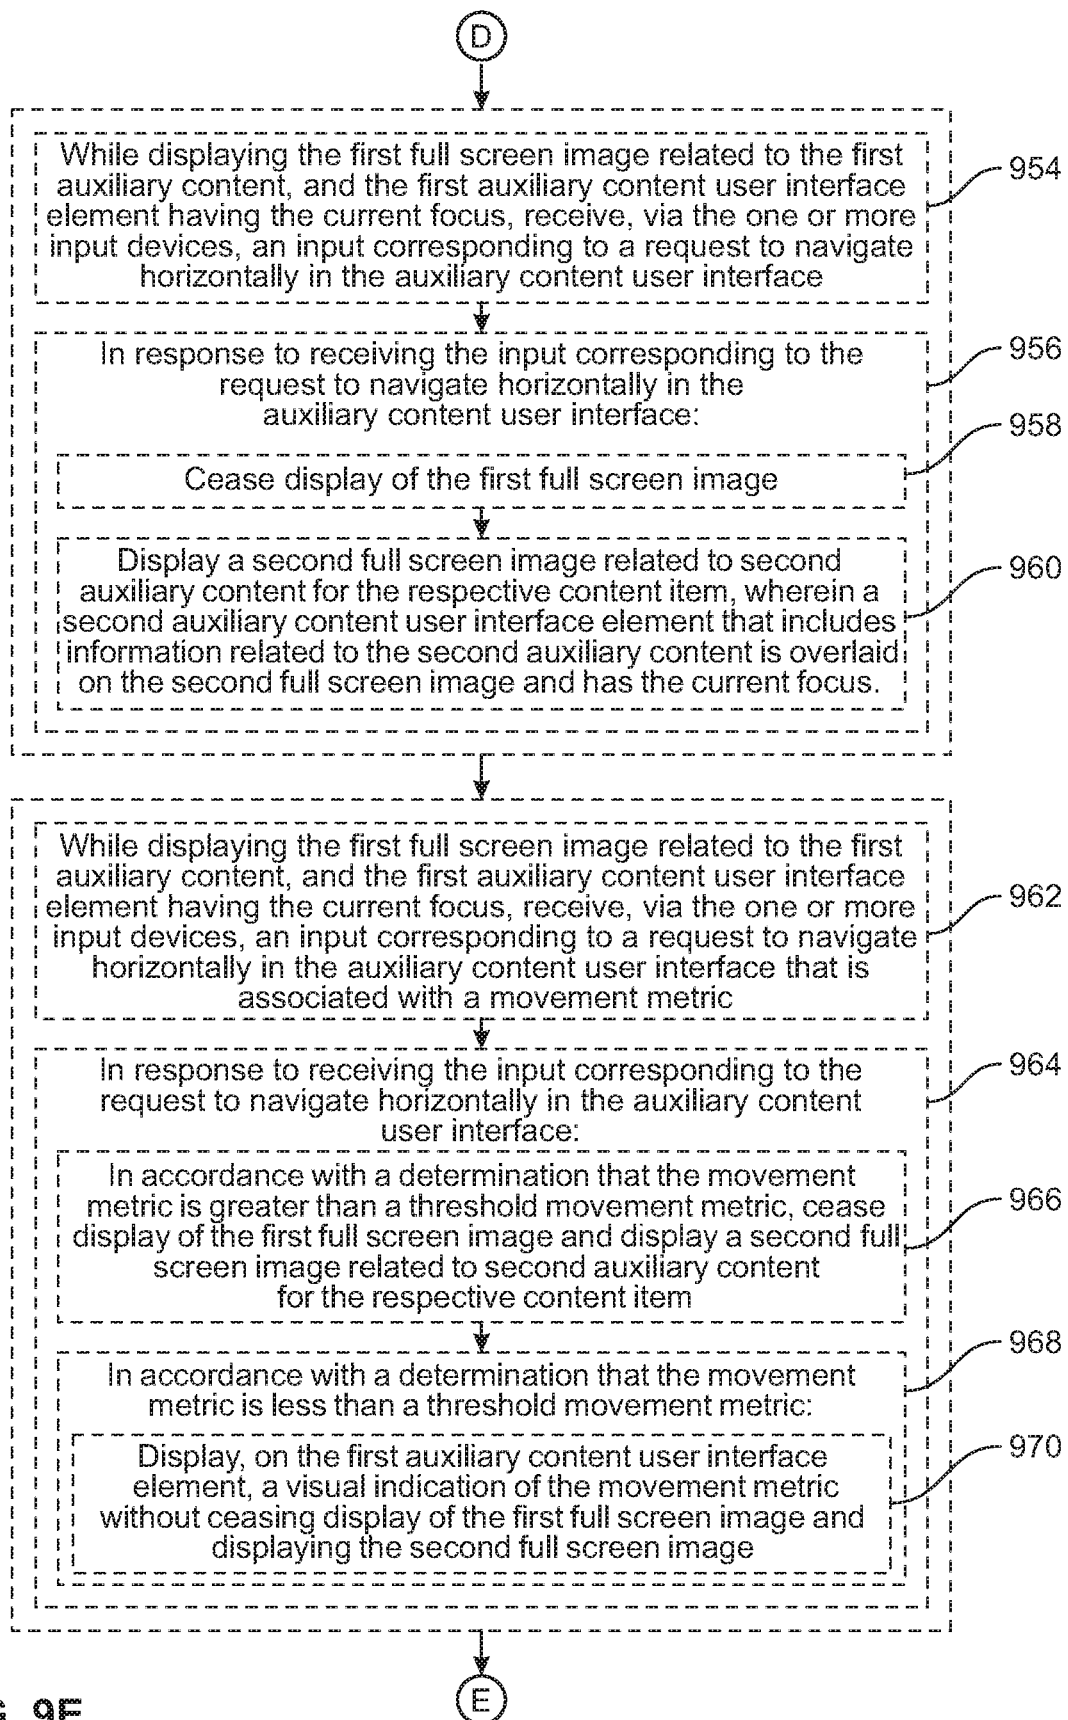 D
While displaying the first full screen image related to the first
auxiliary content, and the first auxiliary content user interface
element having the current focus, receive, via the one or more
input devices, an input corresponding to a request to navigate
horizontally in the auxiliary content user interface
954
In response to receiving the input corresponding to the
request to navigate horizontally in the
auxiliary content user interface:
956
958
Cease display of the first full screen image
Display a second full screen image related to second
auxiliary content for the respective content item, wherein a
second auxiliary content user interface element that includes
information related to the second auxiliary content is overlaid
on the second full screen image and has the current focus.
960
While displaying the first full screen image related to the first
auxiliary content, and the first auxiliary content user interface
element having the current focus, receive, via the one or more
input devices, an input corresponding to a request to navigate
horizontally in the auxiliary content user interface that is
associated with a movement metric
962
In response to receiving the input corresponding to the
request to navigate horizontally in the auxiliary content
user interface:
964
In accordance with a determination that the movement
metric is greater than a threshold movement metric, cease
display of the first full screen image and display a second full
screen image related to second auxiliary content
for the respective content item
966
In accordance with a determination that the movement
metric is less than a threshold movement metric:
968
Display, on the first auxiliary content user interface
element, a visual indication of the movement metric
without ceasing display of the first full screen image and
displaying the second full screen image
970
E